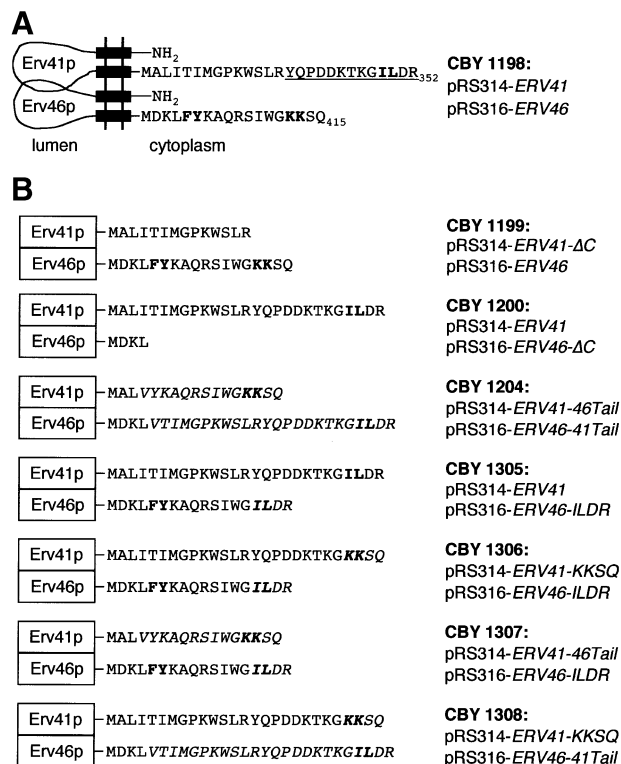 A
Erv41p
NH2
MALITIMGPKWSLRYQPDDKTKGILDR352
Erv46p
NH2
MDKLFYKAQRSIWGKKSQ415
lumen cytoplasm
CBY 1198:
pRS314-ERV41
pRS316-ERV46
B
Erv41p MALITIMGPKWSLR
Erv46p MDKLFYKAQRSIWGKKSQ
CBY 1199:
pRS314-ERV41-ΔC
pRS316-ERV46
Erv41p MALITIMGPKWSLRYQPDDKTKGILDR
Erv46p MDKL
CBY 1200:
pRS314-ERV41
pRS316-ERV46-ΔC
Erv41p MALVYKAQRSIWGKKSQ
Erv46p MDKLVTIMGPKWSLRYQPDDKTKGILDR
CBY 1204:
pRS314-ERV41-46Tail
pRS316-ERV46-41Tail
Erv41p MALITIMGPKWSLRYQPDDKTKGILDR
Erv46p MDKLFYKAQRSIWGILDR
CBY 1305:
pRS314-ERV41
pRS316-ERV46-ILDR
Erv41p MALITIMGPKWSLRYQPDDKTKGKKSQ
Erv46p MDKLFYKAQRSIWGILDR
CBY 1306:
pRS314-ERV41-KKSQ
pRS316-ERV46-ILDR
Erv41p MALVYKAQRSIWGKKSQ
Erv46p MDKLFYKAQRSIWGILDR
CBY 1307:
pRS314-ERV41-46Tail
pRS316-ERV46-ILDR
Erv41p MALITIMGPKWSLRYQPDDKTKGKKSQ
Erv46p MDKLVTIMGPKWSLRYQPDDKTKGILDR
CBY 1308:
pRS314-ERV41-KKSQ
pRS316-ERV46-41Tail